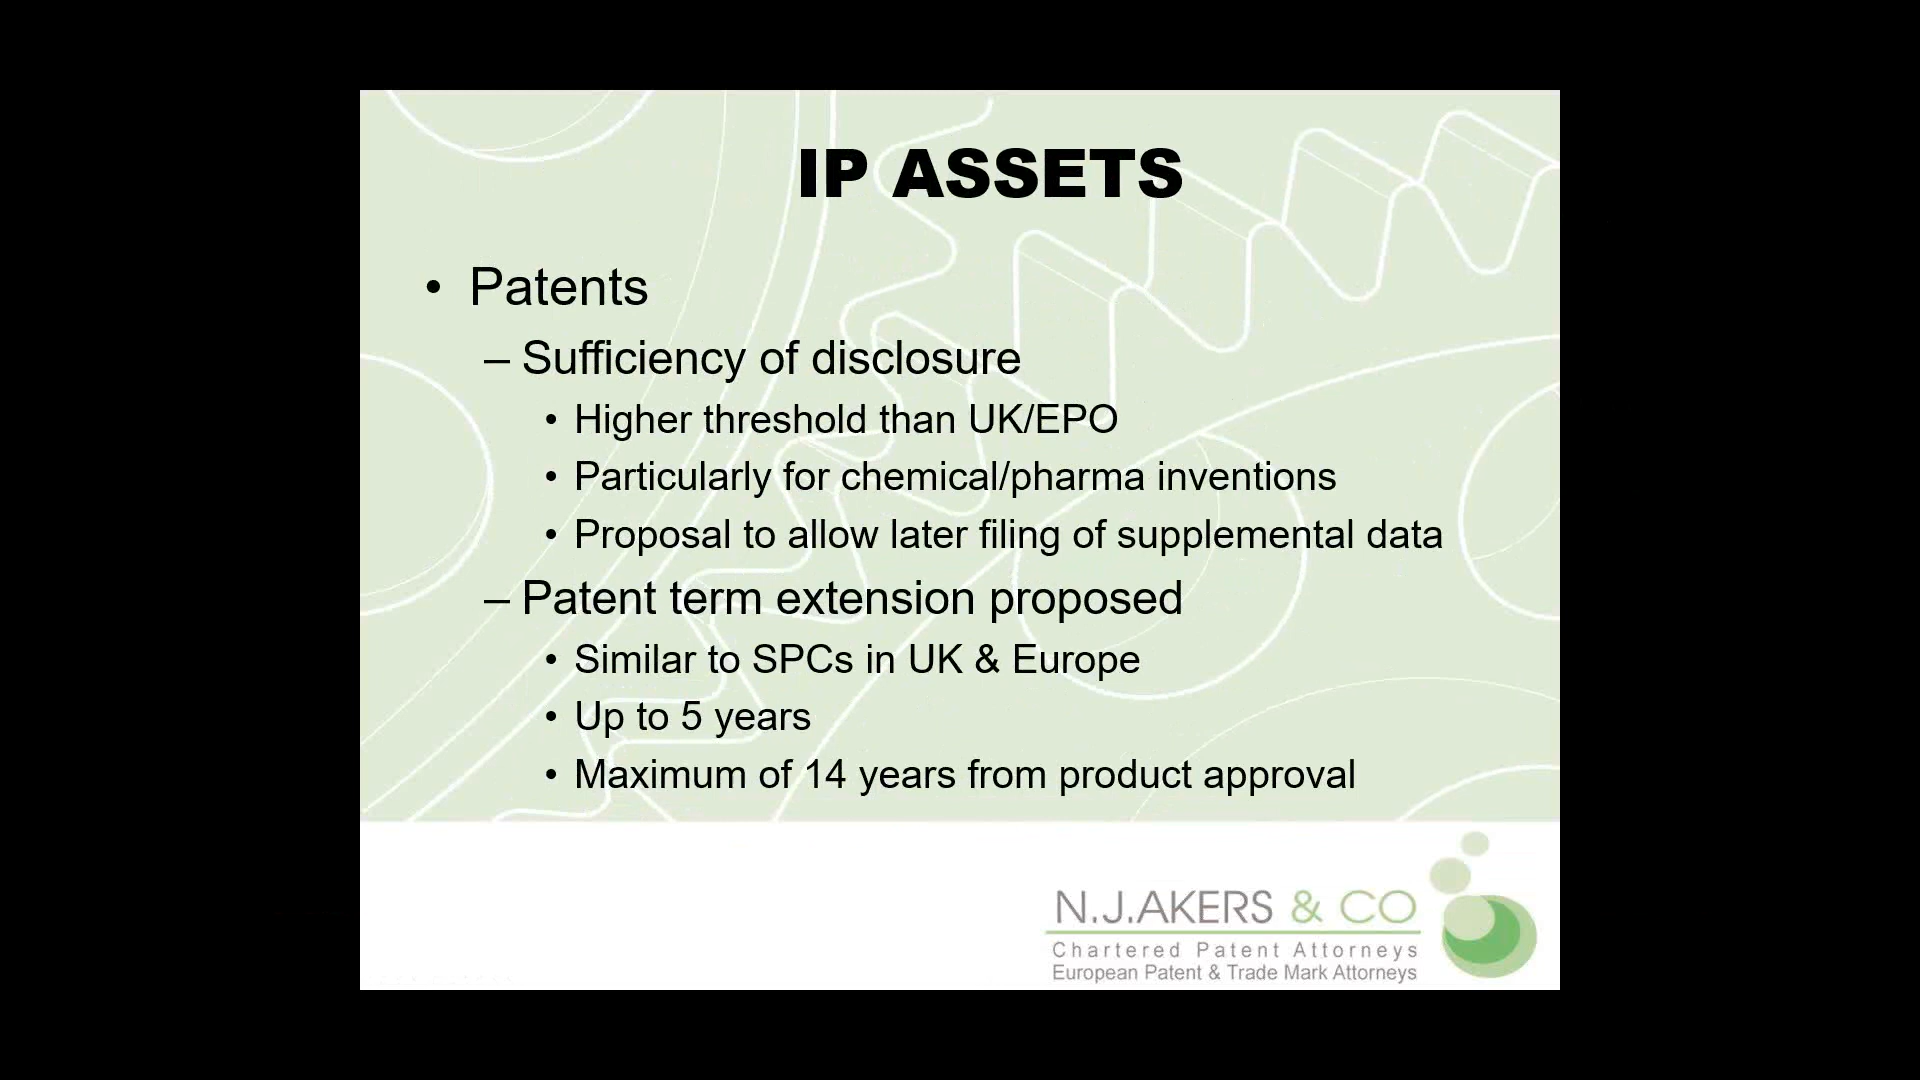 IP ASSETS
• Patents
– Sufficiency of disclosure
• Higher threshold than UK/EPO
• Particularly for chemical/pharma inventions
• Proposal to allow later filing of supplemental data
– Patent term extension proposed
• Similar to SPCs in UK & Europe
• Up to 5 years
• Maximum of 14 years from product approval
N.J.AKERS & CO
Chartered Patent Attorneys
European Patent & Trade Mark Attorneys